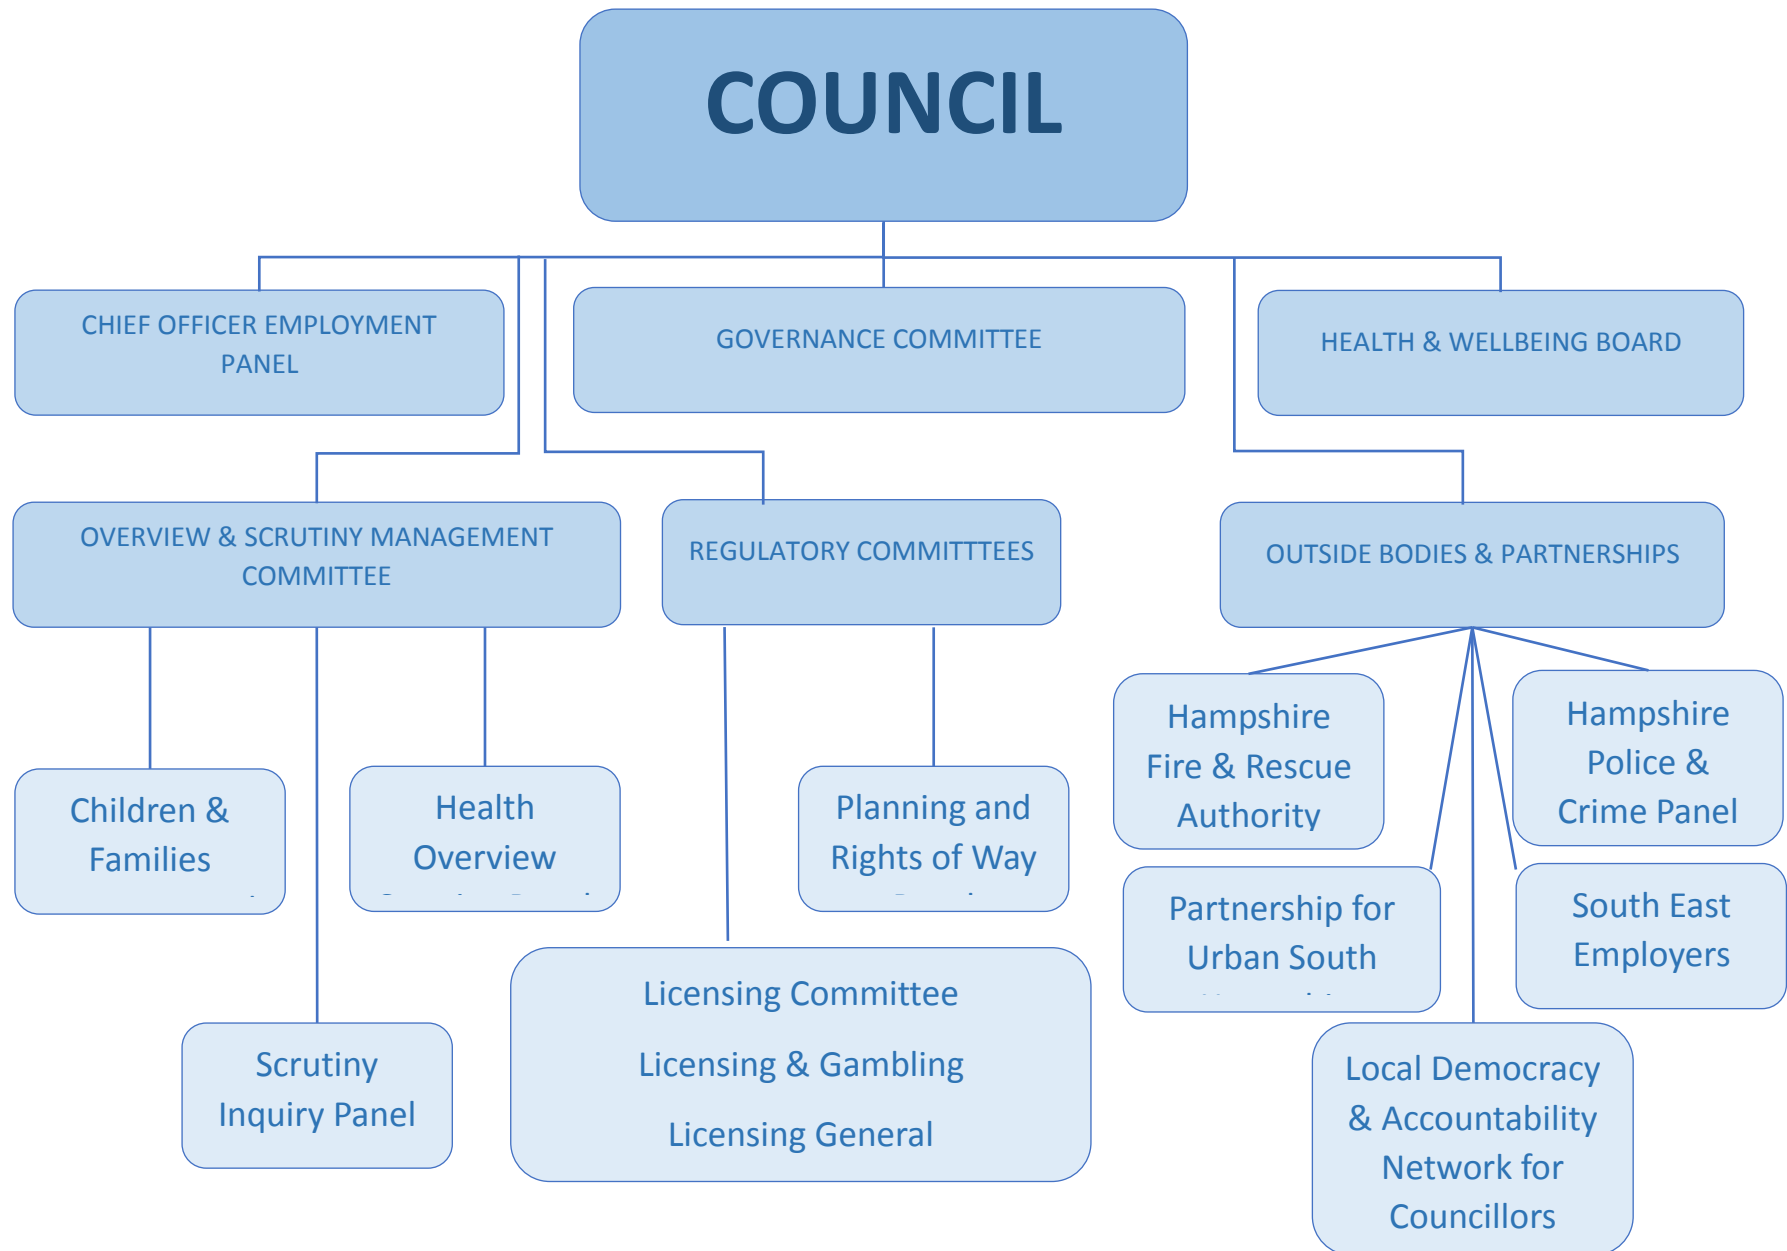 COUNCIL
CHIEF OFFICER EMPLOYMENT
PANEL
GOVERNANCE COMMITTEE
HEALTH & WELLBEING BOARD
OVERVIEW & SCRUTINY MANAGEMENT
COMMITTEE
REGULATORY COMMITTTEES
OUTSIDE BODIES & PARTNERSHIPS
Children &
Families
Health
Overview
Planning and
Rights of Way
Hampshire
Fire & Rescue
Authority
Hampshire
Police &
Crime Panel
Partnership for
Urban South
South East
Employers
Scrutiny
Inquiry Panel
Licensing Committee
Licensing & Gambling
Licensing General
Local Democracy
& Accountability
Network for
Councillors